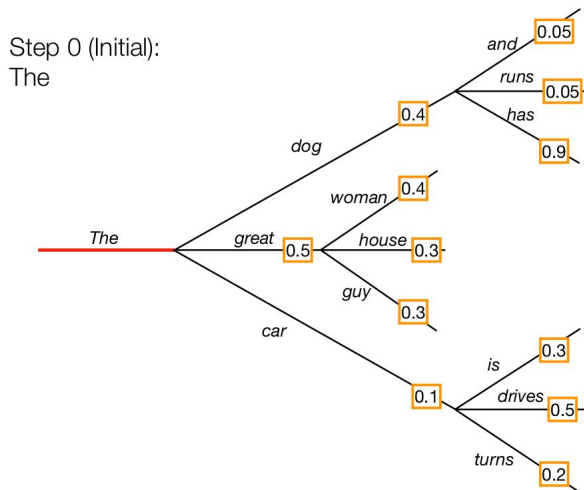 Step 0 (Initial):
The
and
0.05
runs
0.05
has
0.9
0.4
dog
woman
0.4
The
great
0.5
house
0.3
guy
0.3
car
0.1
is
0.3
drives
0.5
turns
0.2